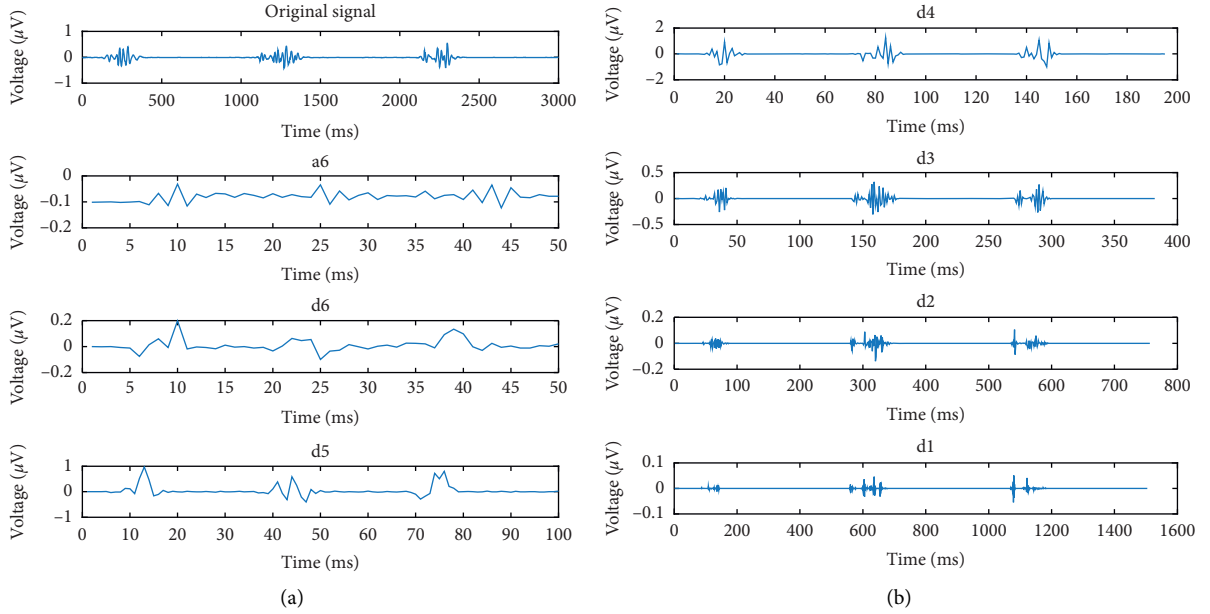 Original signal
Voltage (μV)
1
0
–1
0 500 1000 1500 2000 2500 3000
Time (ms)
a6
Voltage (μV)
0
–0.1
–0.2
0 5 10 15 20 25 30 35 40 45 50
Time (ms)
d6
Voltage (μV)
0.2
0
–0.2
0 5 10 15 20 25 30 35 40 45 50
Time (ms)
d5
Voltage (μV)
1
0
–1
0 10 20 30 40 50 60 70 80 90 100
Time (ms)
(a)
d4
Voltage (μV)
2
0
–2
0 20 40 60 80 100 120 140 160 180 200
Time (ms)
d3
Voltage (μV)
0.5
0
–0.5
0 50 100 150 200 250 300 350 400
Time (ms)
d2
Voltage (μV)
0.2
0
–0.2
0 100 200 300 400 500 600 700 800
Time (ms)
d1
Voltage (μV)
0.1
0
–0.1
0 200 400 600 800 1000 1200 1400 1600
Time (ms)
(b)